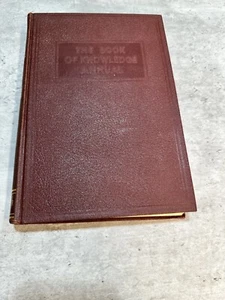 THE BOOK
OF KNOWLEDGE
ANNUAL